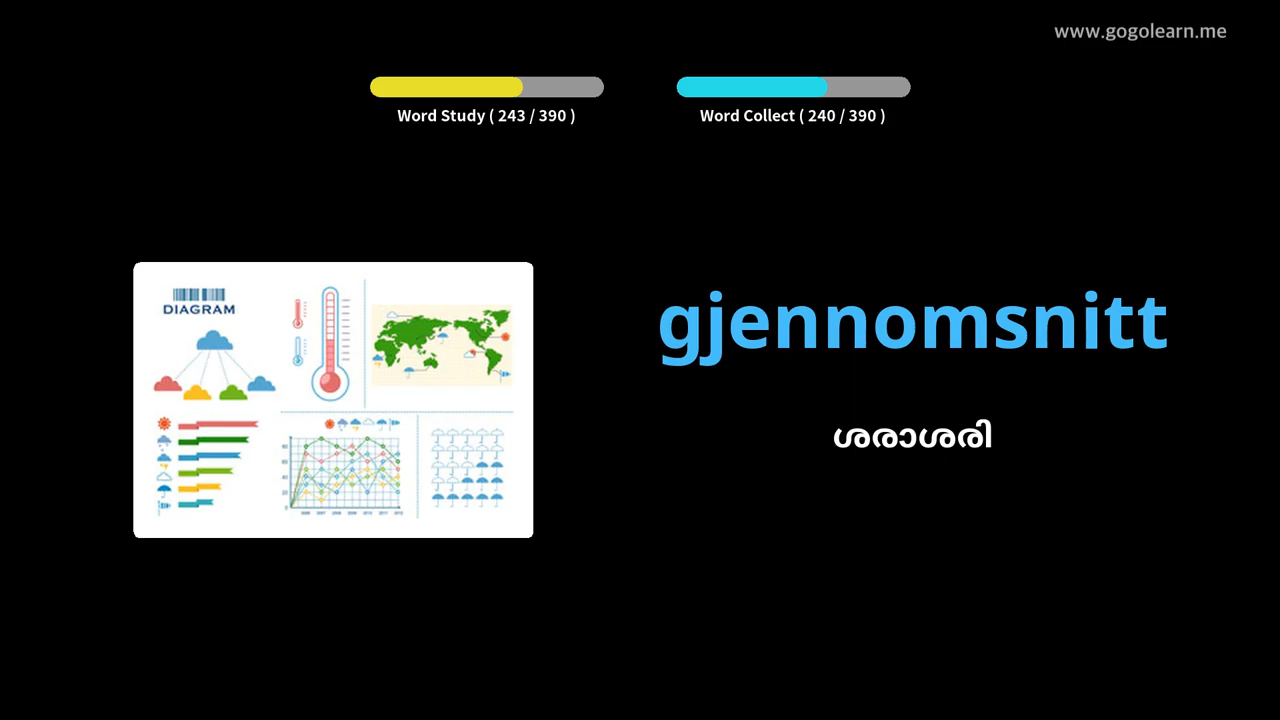 www.gogolearn.me
Word Study ( 243 / 390 )
Word Collect ( 240 / 390 )
DIAGRAM
gjennomsnitt
ശരാശരി